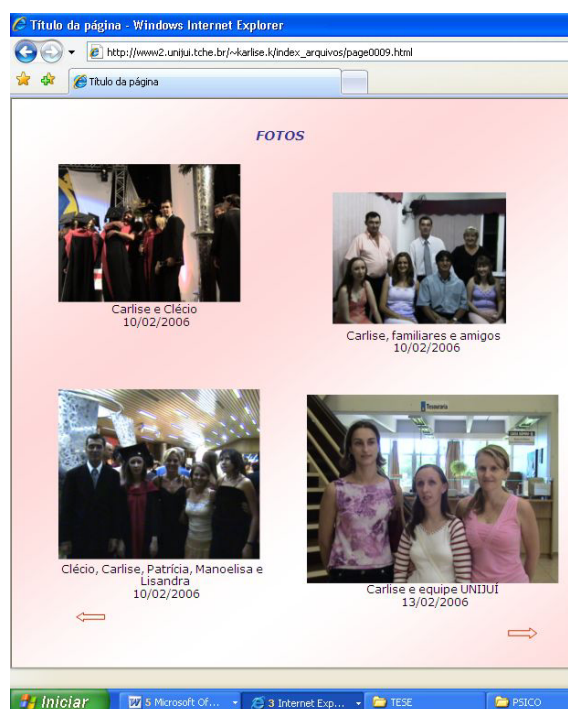 Título da página - Windows Internet Explorer
http://www2.unijui.tche.br/~karlise.k/index_arquivos/page0009.html
Título da página
FOTOS
Carlise e Clécio
10/02/2006
Carlise, familiares e amigos
10/02/2006
Tesouraria
Clécio, Carlise, Patrícia, Manoelisa e
Lisandra
10/02/2006
Carlise e equipe UNIJUÍ
13/02/2006
Iniciar
5 Microsoft Of...
3 Internet Exp...
TESE
PSICO